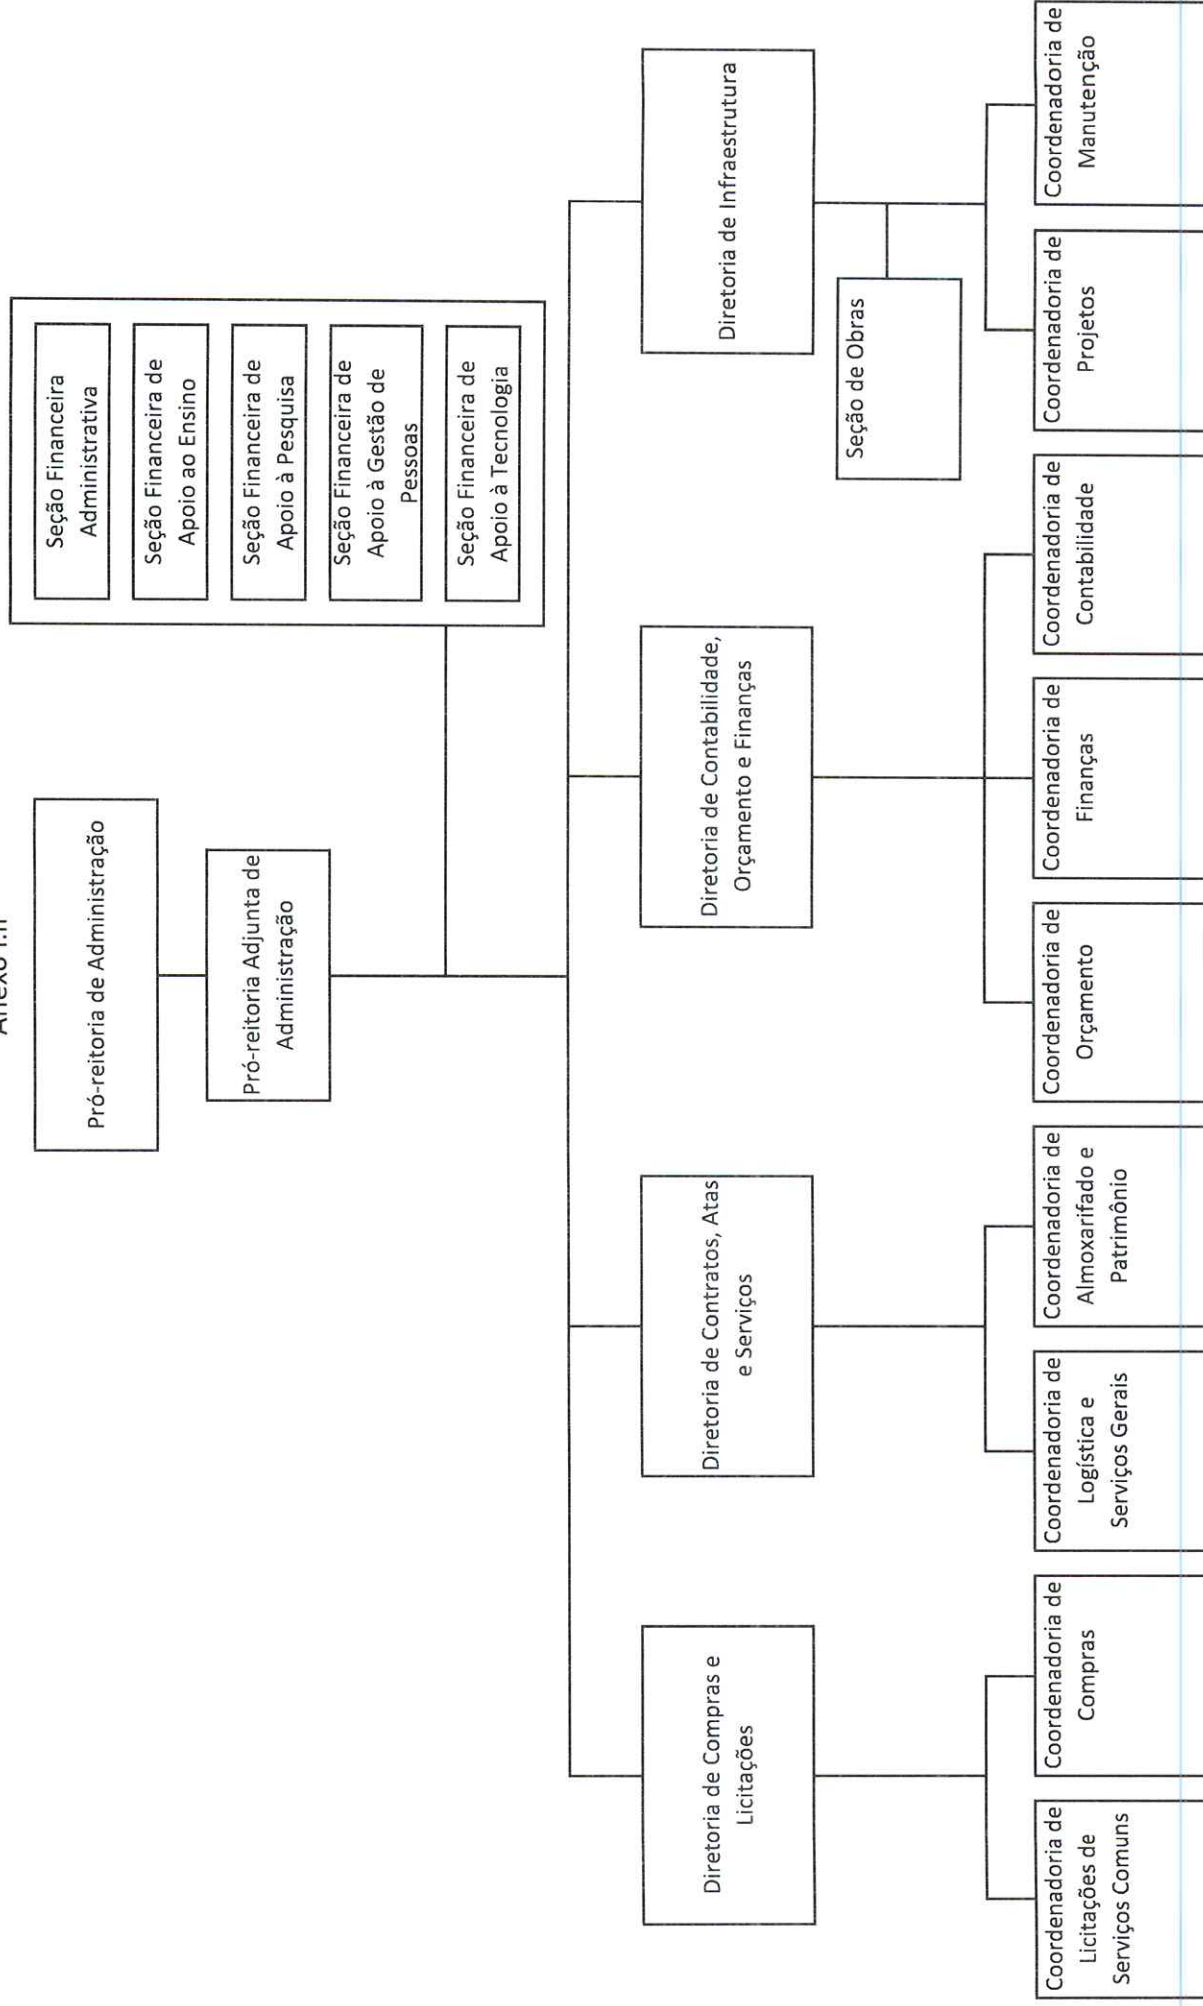 Pró-reitoria de Administração
Pró-reitoria Adjunta de
Administração
Seção Financeira
Administrativa
Seção Financeira de
Apoio ao Ensino
Seção Financeira de
Apoio à Pesquisa
Seção Financeira de
Apoio à Gestão de
Pessoas
Seção Financeira de
Apoio à Tecnologia
Diretoria de Compras e
Licitações
Diretoria de Contratos, Atas
e Serviços
Diretoria de Contabilidade,
Orçamento e Finanças
Diretoria de Infraestrutura
Seção de Obras
Coordenadoria de
Licitações de
Serviços Comuns
Coordenadoria de
Compras
Coordenadoria de
Logística e
Serviços Gerais
Coordenadoria de
Almoxarifado e
Patrimônio
Coordenadoria de
Orçamento
Coordenadoria de
Finanças
Coordenadoria de
Contabilidade
Coordenadoria de
Projetos
Coordenadoria de
Manutenção